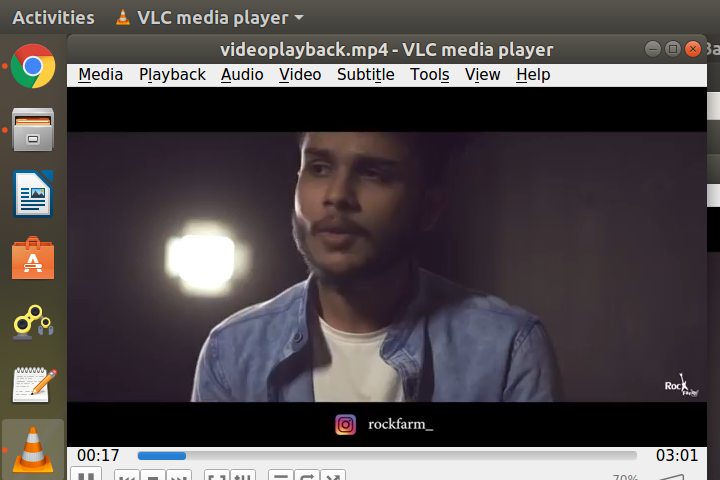 Activities VLC media player
videoplayback.mp4 - VLC media player
Media Playback Audio Video Subtitle Tools View Help
Rock
rockfarm_
00:17 03:01
70%